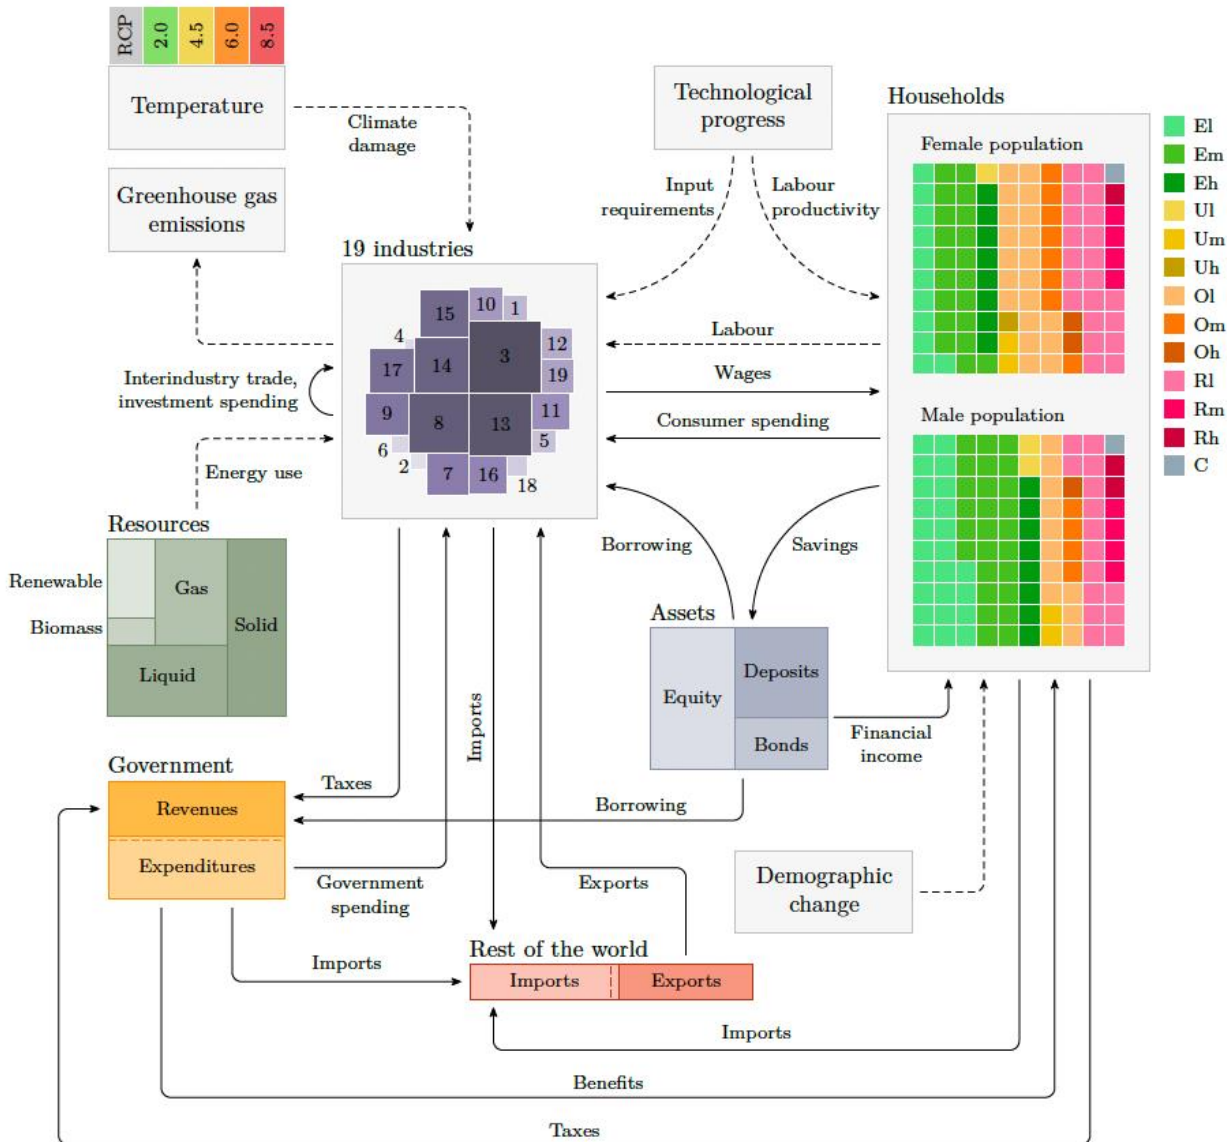 RCP 2.0 4.5 6.0 8.5
Temperature
Climate
damage
Greenhouse gas
emissions
Technological
progress
Input
requirements
Labour
productivity
Households
Female population
Male population
El
Em
Eh
Ul
Um
Uh
Ol
Om
Oh
Rl
Rm
Rh
C
19 industries
15
10
1
4
3
12
17
14
19
9
8
13
11
6
5
2
7
16
18
Interindustry trade,
investment spending
Labour
Wages
Consumer spending
Energy use
Resources
Renewable
Gas
Biomass
Solid
Liquid
Borrowing
Savings
Assets
Equity
Deposits
Bonds
Financial
income
Imports
Government
Revenues
Expenditures
Taxes
Borrowing
Government
spending
Exports
Demographic
change
Imports
Rest of the world
Imports
Exports
Imports
Benefits
Taxes